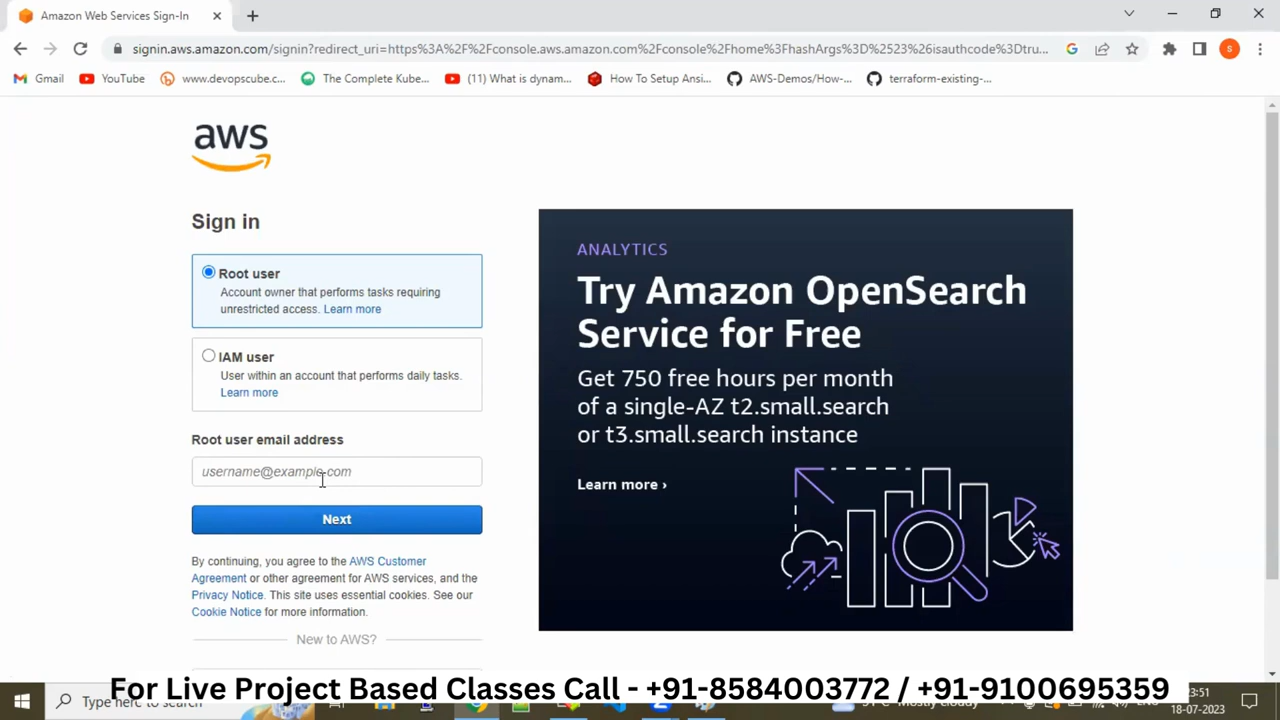 Amazon Web Services Sign-In
signin.aws.amazon.com/signin?redirect_uri=https%3A%2F%2Fconsole.aws.amazon.com%2Fconsole%2Fhome%3FhashArgs%3D%2523%26isauthcode%3Dtru...
S
Gmail
YouTube
www.devopscube.c...
The Complete Kube...
(11) What is dynam...
How To Setup Ansi...
AWS-Demos/How-...
terraform-existing-...
aws
Sign in
Root user
Account owner that performs tasks requiring
unrestricted access. Learn more
IAM user
User within an account that performs daily tasks.
Learn more
Root user email address
username@example.com
Next
By continuing, you agree to the AWS Customer
Agreement or other agreement for AWS services, and the
Privacy Notice. This site uses essential cookies. See our
Cookie Notice for more information.
New to AWS?
ANALYTICS
Try Amazon OpenSearch
Service for Free
Get 750 free hours per month
of a single-AZ t2.small.search
or t3.small.search instance
Learn more ›
For Live Project Based Classes Call - +91-8584003772 / +91-9100695359
Type here to search
Mostly cloudy
23:51
18-07-2023